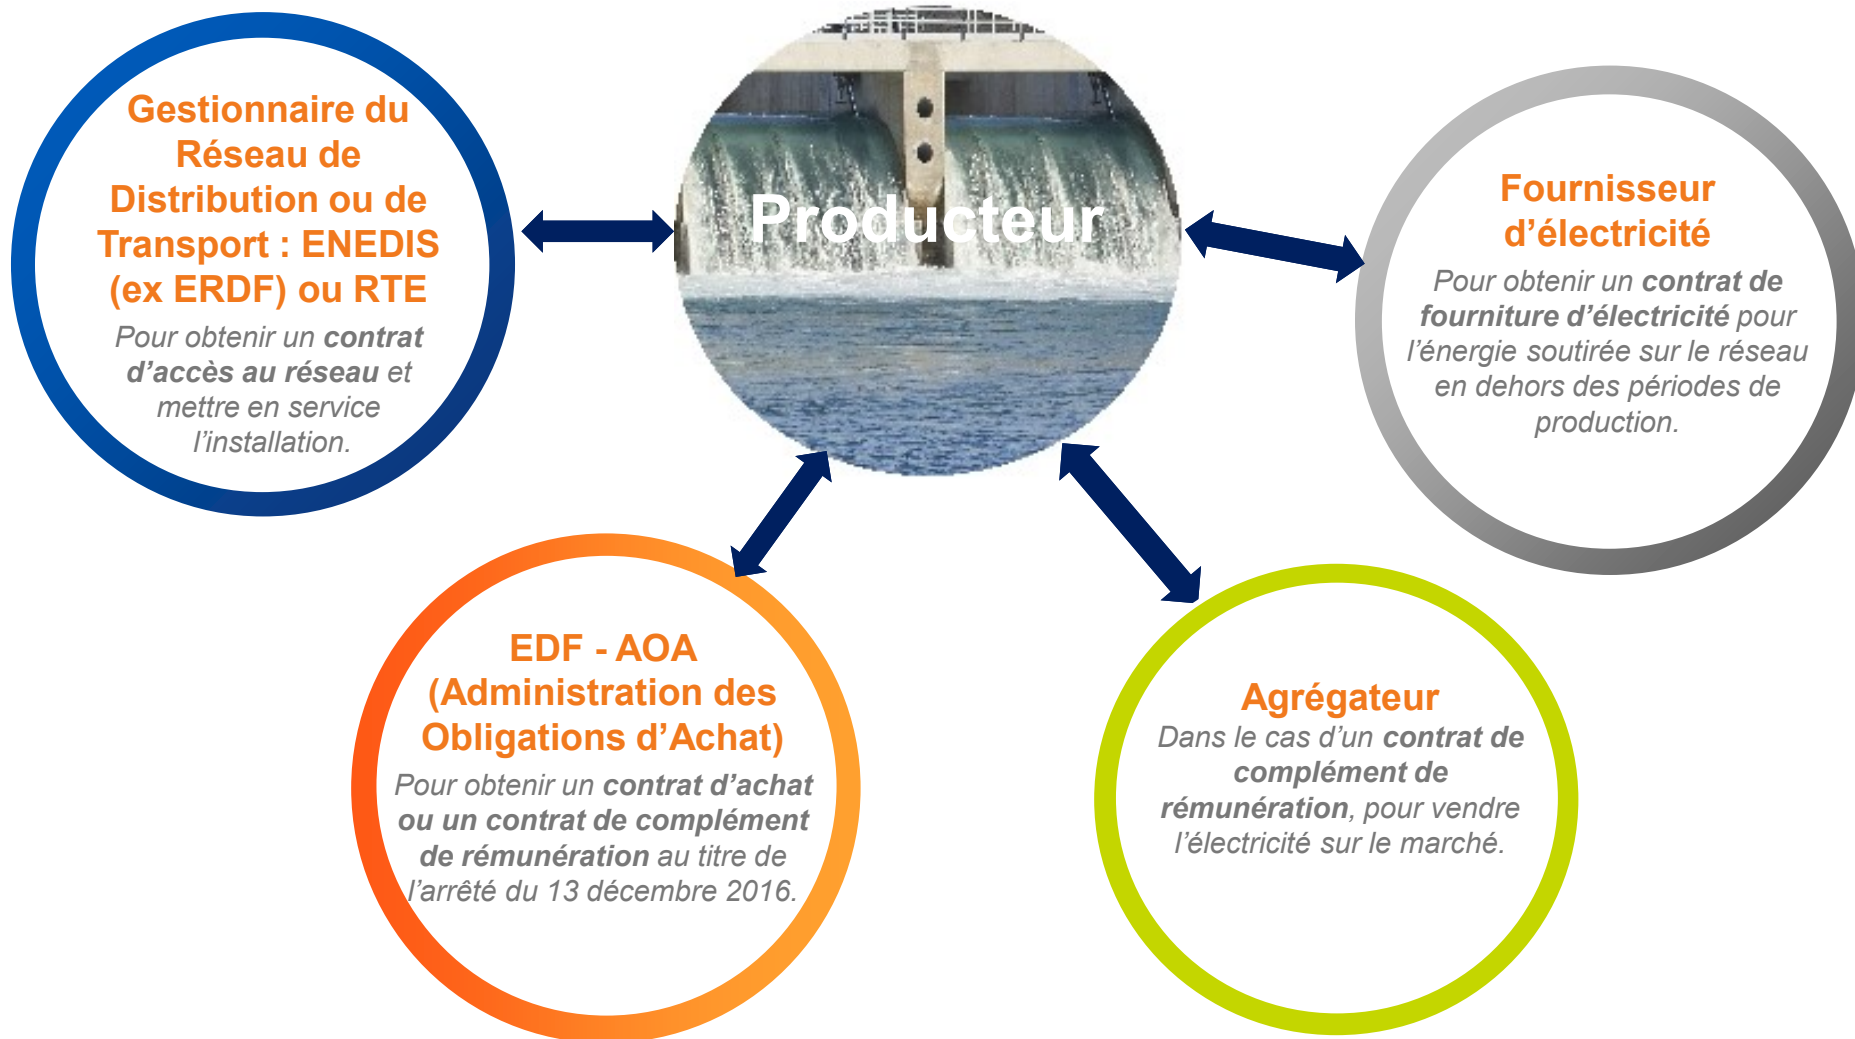 Gestionnaire du
Réseau de
Distribution ou de
Transport : ENEDIS
(ex ERDF) ou RTE
Pour obtenir un contrat
d’accès au réseau et
mettre en service
l’installation.
Producteur
Fournisseur
d’électricité
Pour obtenir un contrat de
fourniture d’électricité pour
l’énergie soutirée sur le réseau
en dehors des périodes de
production.
EDF - AOA
(Administration des
Obligations d’Achat)
Pour obtenir un contrat d’achat
ou un contrat de complément
de rémunération au titre de
l’arrêté du 13 décembre 2016.
Agrégateur
Dans le cas d’un contrat de
complément de
rémunération, pour vendre
l’électricité sur le marché.